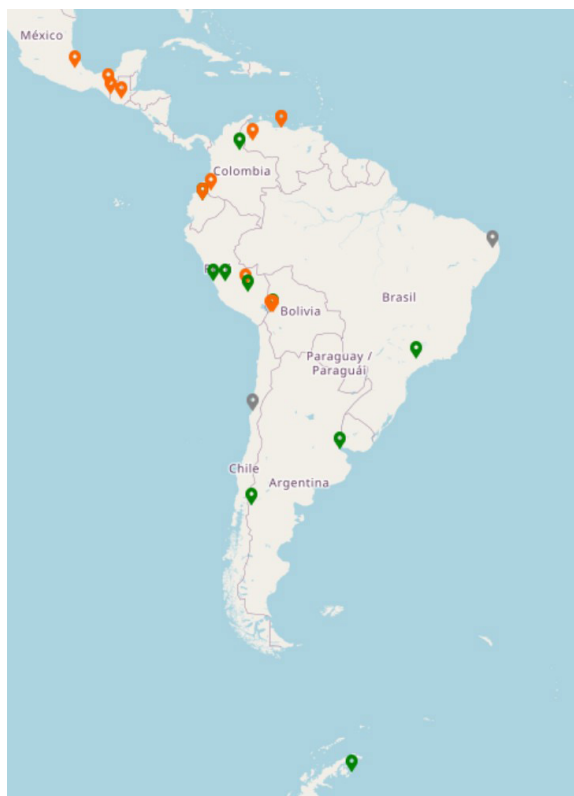 México
Colombia
Brasil
Bolivia
Paraguay /
Paraguái
Chile
Argentina